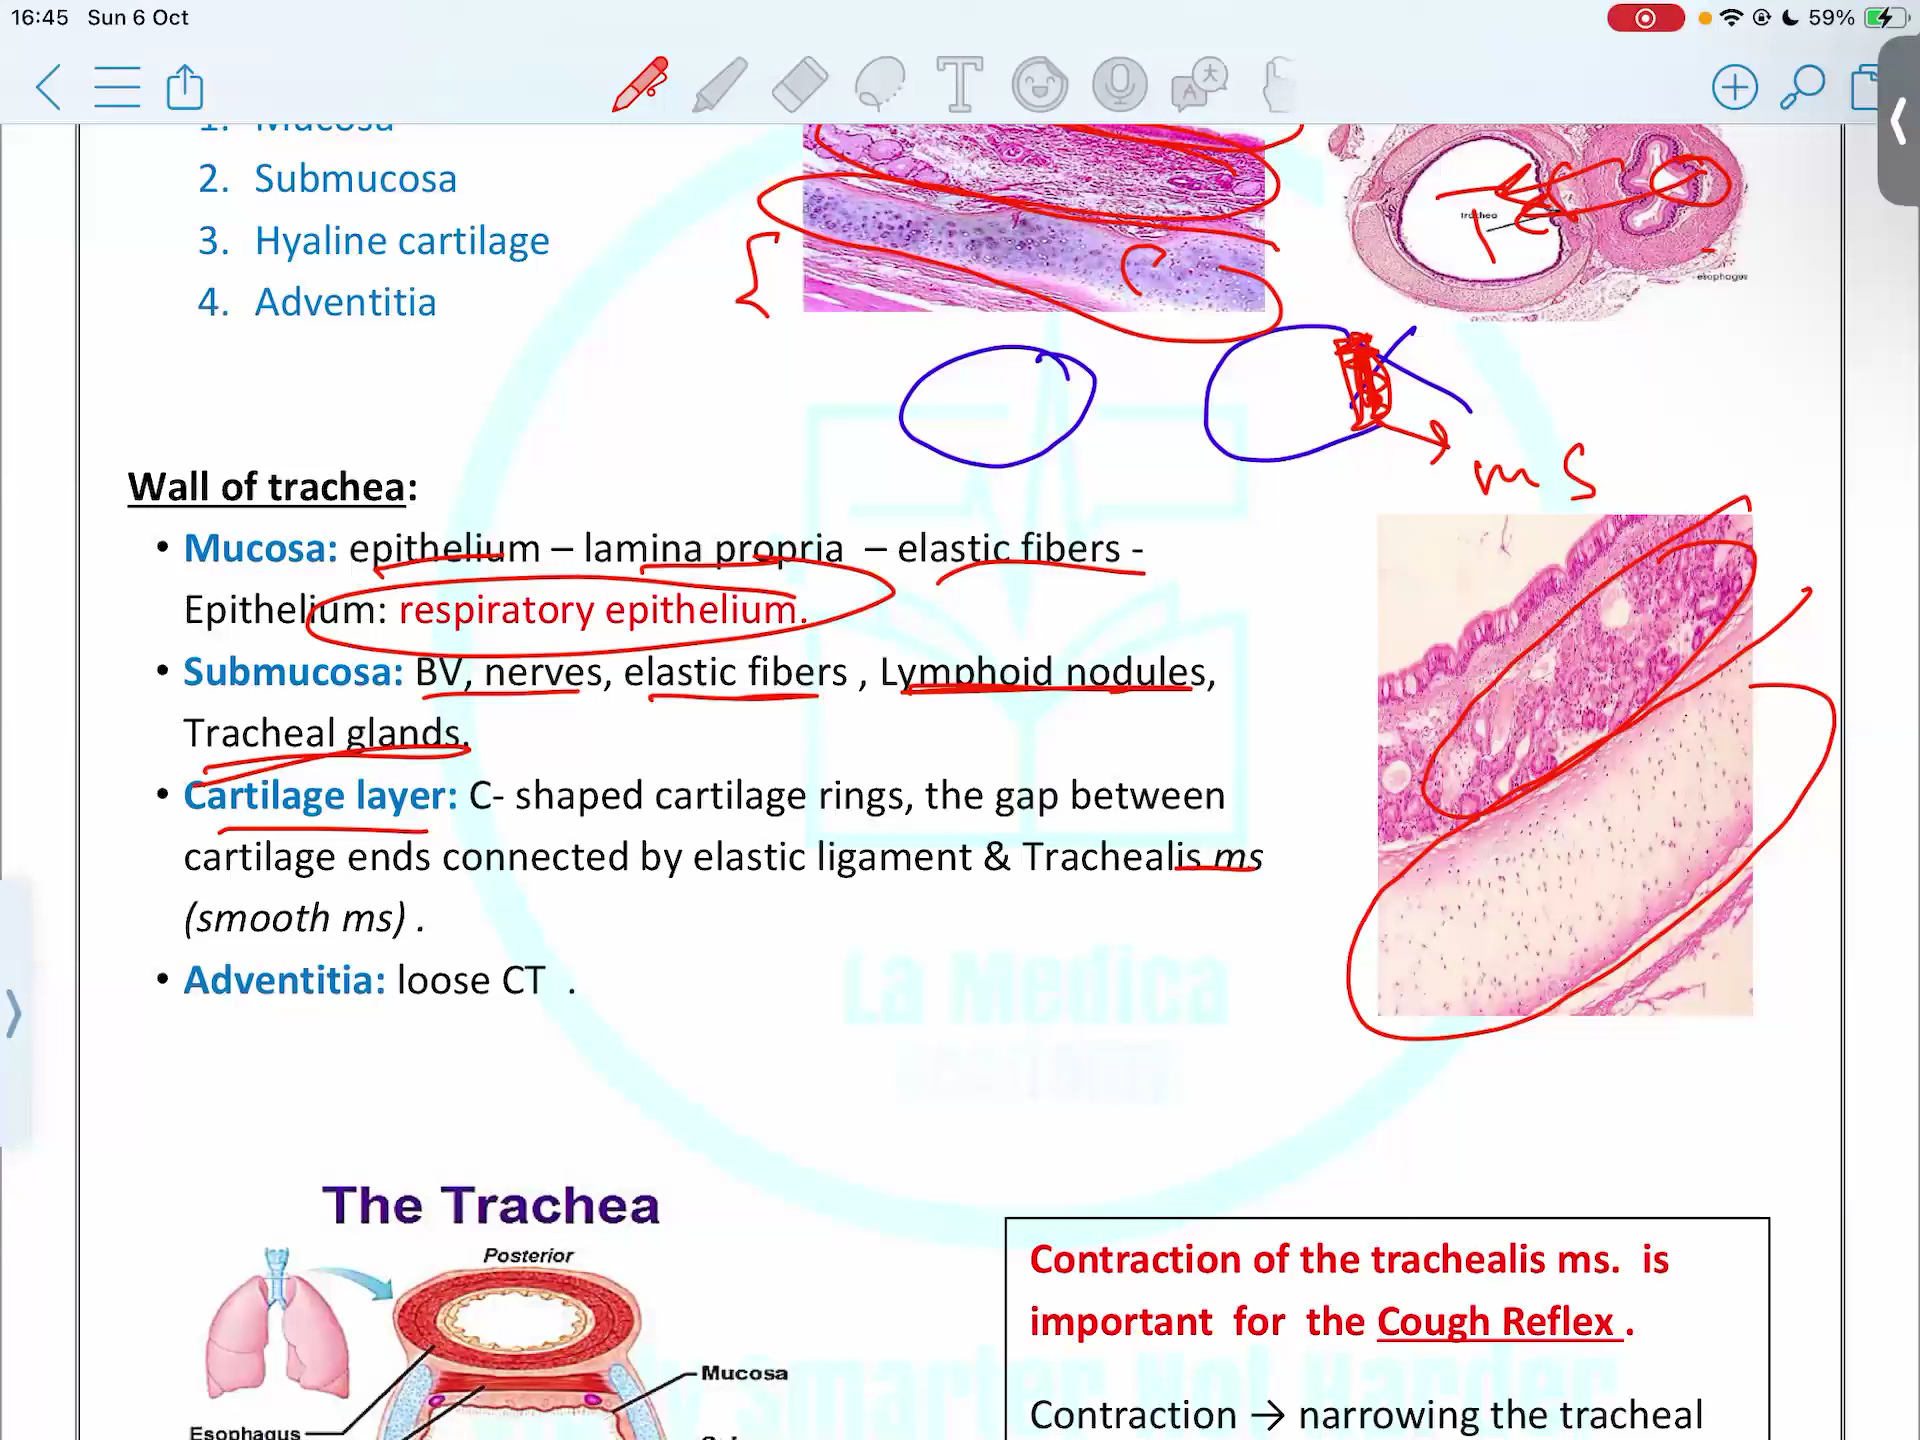 16:45 Sun 6 Oct
59%
1. Mucosa
2. Submucosa
3. Hyaline cartilage
4. Adventitia
trachea
esophagus
ms
Wall of trachea:
• Mucosa: epithelium – lamina propria – elastic fibers -
Epithelium: respiratory epithelium.
• Submucosa: BV, nerves, elastic fibers , Lymphoid nodules,
Tracheal glands.
• Cartilage layer: C- shaped cartilage rings, the gap between
cartilage ends connected by elastic ligament & Trachealis ms
(smooth ms) .
• Adventitia: loose CT .
La Medica
The Trachea
Posterior
Mucosa
Esophagus
Contraction of the trachealis ms. is
important for the Cough Reflex .
Contraction → narrowing the tracheal